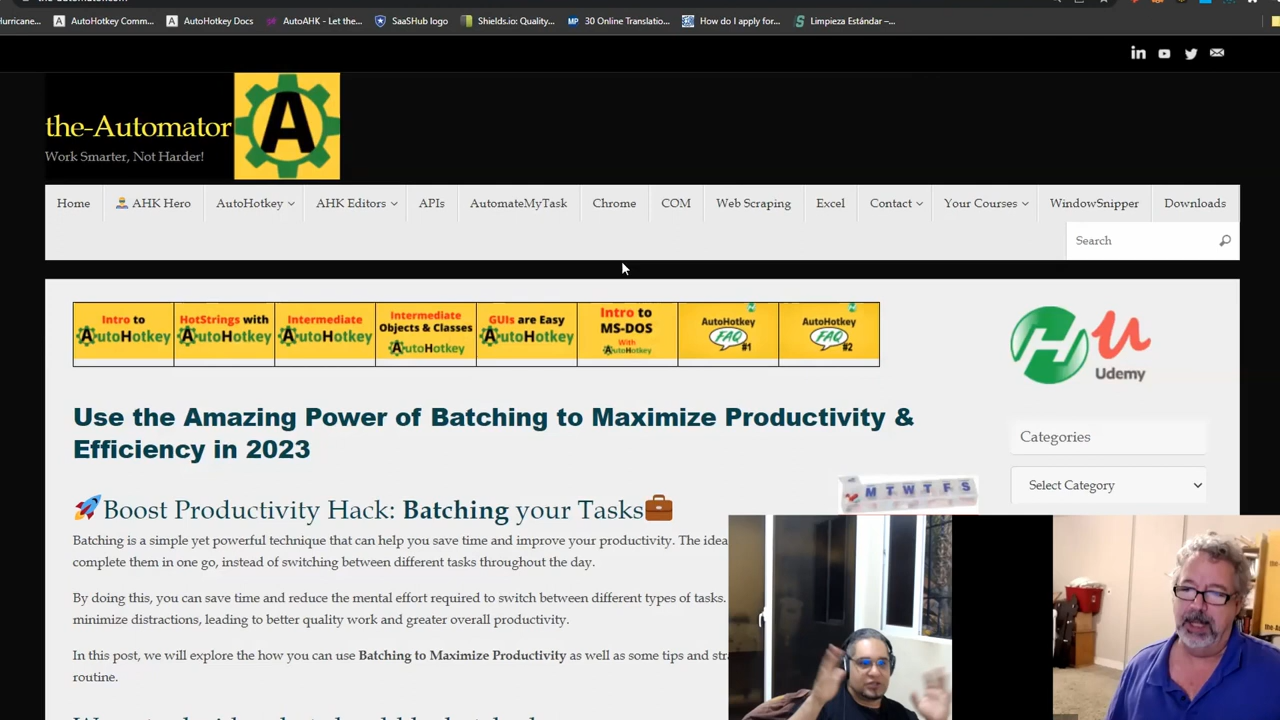 AutoHotkey Comm...
AutoHotkey Docs
AutoAHK - Let the...
SaaSHub logo
Shields.io: Quality...
30 Online Translatio...
How do I apply for...
Limpieza Estándar –...
the-Automator
Work Smarter, Not Harder!
A
Home
AHK Hero
AutoHotkey
AHK Editors
APIs
AutomateMyTask
Chrome
COM
Web Scraping
Excel
Contact
Your Courses
WindowSnipper
Downloads
Search
Intro to
AutoHotkey
HotStrings with
AutoHotkey
Intermediate
AutoHotkey
Intermediate
Objects & Classes
AutoHotkey
GUIs are Easy
AutoHotkey
Intro to
MS-DOS
With
AutoHotkey
AutoHotkey
FAQ
#1
AutoHotkey
FAQ
#2
H
Udemy
Use the Amazing Power of Batching to Maximize Productivity &
Efficiency in 2023
Categories
Select Category
M T W T F S
Boost Productivity Hack: Batching your Tasks
Batching is a simple yet powerful technique that can help you save time and improve your productivity. The idea
complete them in one go, instead of switching between different tasks throughout the day.
By doing this, you can save time and reduce the mental effort required to switch between different types of tasks.
minimize distractions, leading to better quality work and greater overall productivity.
In this post, we will explore the how you can use Batching to Maximize Productivity as well as some tips and stra
routine.